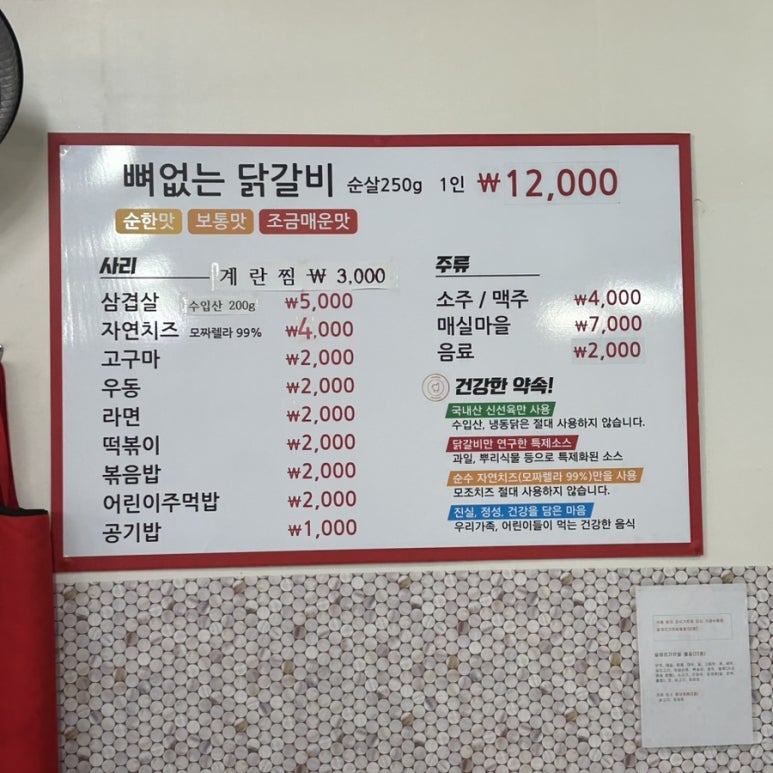 뼈없는 닭갈비 순살250g 1인 ₩12,000
순한맛 보통맛 조금매운맛
사리
계란찜 ₩ 3,000
삼겹살 수입산 200g ₩5,000
자연치즈 모짜렐라 99% ₩4,000
고구마 ₩2,000
우동 ₩2,000
라면 ₩2,000
떡볶이 ₩2,000
볶음밥 ₩2,000
어린이주먹밥 ₩2,000
공기밥 ₩1,000
주류
소주 / 맥주 ₩4,000
매실마을 ₩7,000
음료 ₩2,000
건강한 약속!
국내산 신선육만 사용
수입산, 냉동닭은 절대 사용하지 않습니다.
닭갈비만 연구한 특제소스
과일, 뿌리식물 등으로 특제화된 소스
순수 자연치즈(모짜렐라 99%)만을 사용
모조치즈 절대 사용하지 않습니다.
진실, 정성, 건강을 담은 마음
우리가족, 어린이들이 먹는 건강한 음식